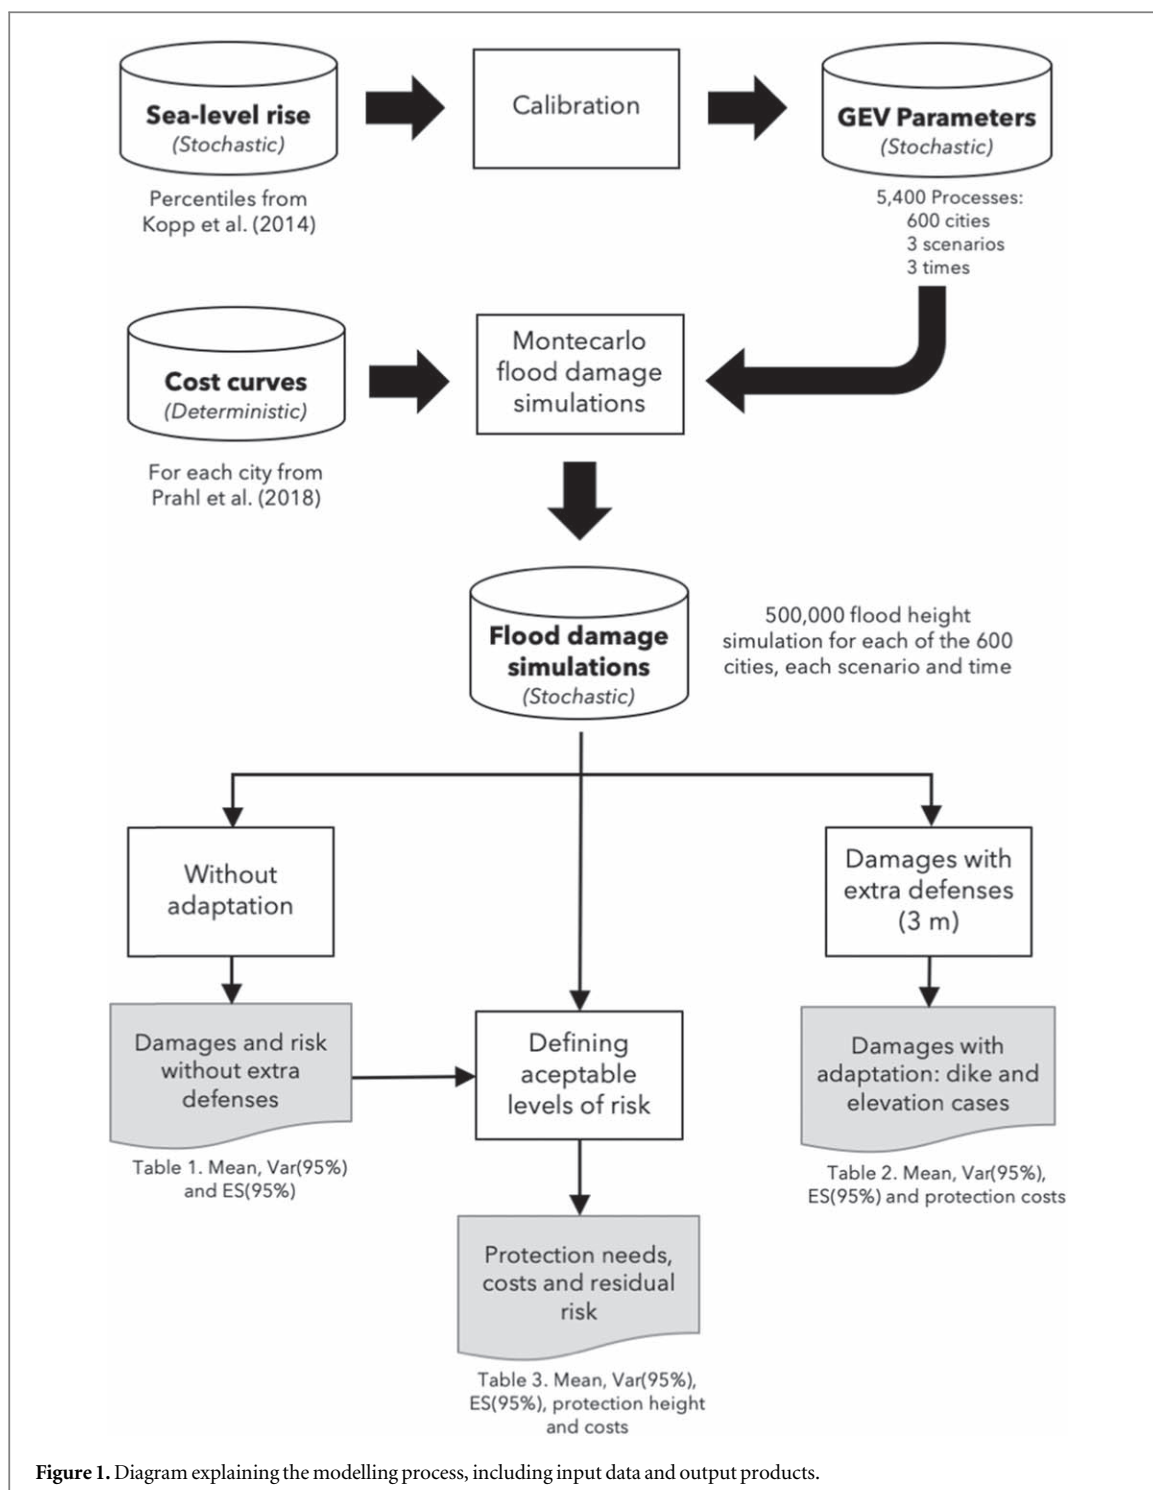 Sea-level rise
(Stochastic)
Percentiles from
Kopp et al. (2014)
Calibration
GEV Parameters
(Stochastic)
5,400 Processes:
600 cities
3 scenarios
3 times
Cost curves
(Deterministic)
For each city from
Prahl et al. (2018)
Montecarlo
flood damage
simulations
Flood damage
simulations
(Stochastic)
500,000 flood height
simulation for each of the 600
cities, each scenario and time
Without
adaptation
Damages with
extra defenses
(3 m)
Damages and risk
without extra
defenses
Table 1. Mean, Var(95%)
and ES(95%)
Defining
aceptable
levels of risk
Damages with
adaptation: dike and
elevation cases
Table 2. Mean, Var(95%),
ES(95%) and protection costs
Protection needs,
costs and residual
risk
Table 3. Mean, Var(95%),
ES(95%), protection height
and costs
Figure 1. Diagram explaining the modelling process, including input data and output products.